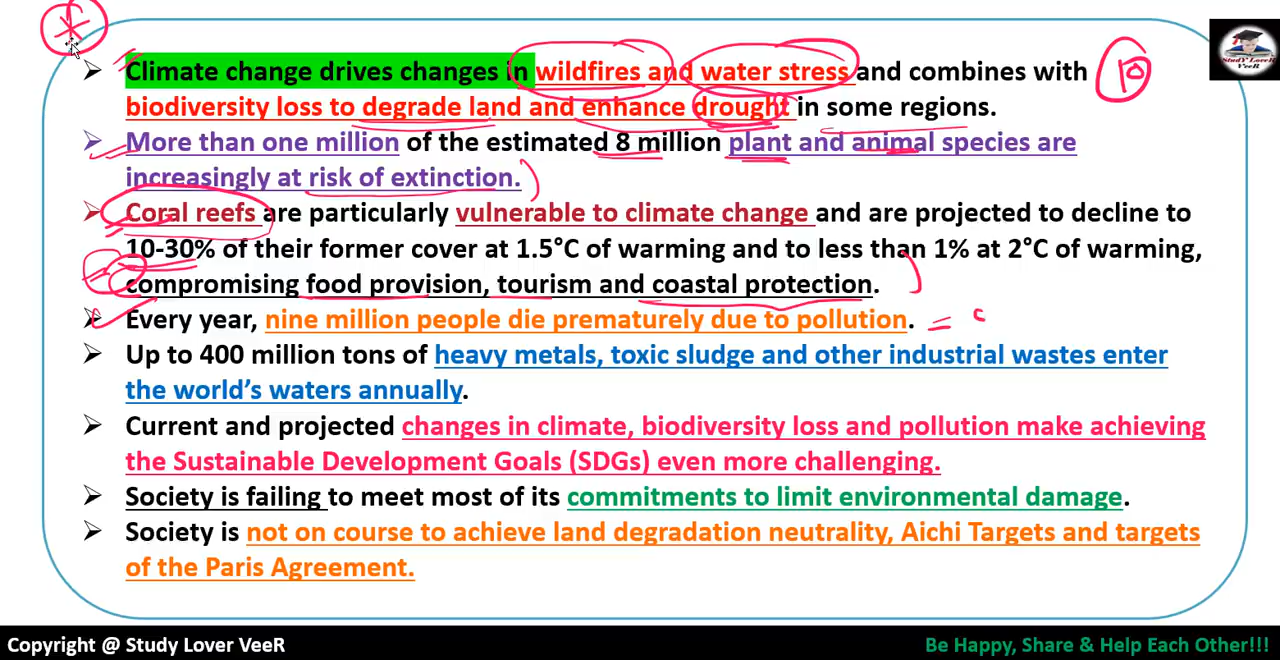 Climate change drives changes in wildfires and water stress and combines with
biodiversity loss to degrade land and enhance drought in some regions.
More than one million of the estimated 8 million plant and animal species are
increasingly at risk of extinction.
Coral reefs are particularly vulnerable to climate change and are projected to decline to
10-30% of their former cover at 1.5°C of warming and to less than 1% at 2°C of warming,
compromising food provision, tourism and coastal protection.
Every year, nine million people die prematurely due to pollution.
Up to 400 million tons of heavy metals, toxic sludge and other industrial wastes enter
the world’s waters annually.
Current and projected changes in climate, biodiversity loss and pollution make achieving
the Sustainable Development Goals (SDGs) even more challenging.
Society is failing to meet most of its commitments to limit environmental damage.
Society is not on course to achieve land degradation neutrality, Aichi Targets and targets
of the Paris Agreement.
StudY LoveR
VeeR
Copyright @ Study Lover VeeR
Be Happy, Share & Help Each Other!!!